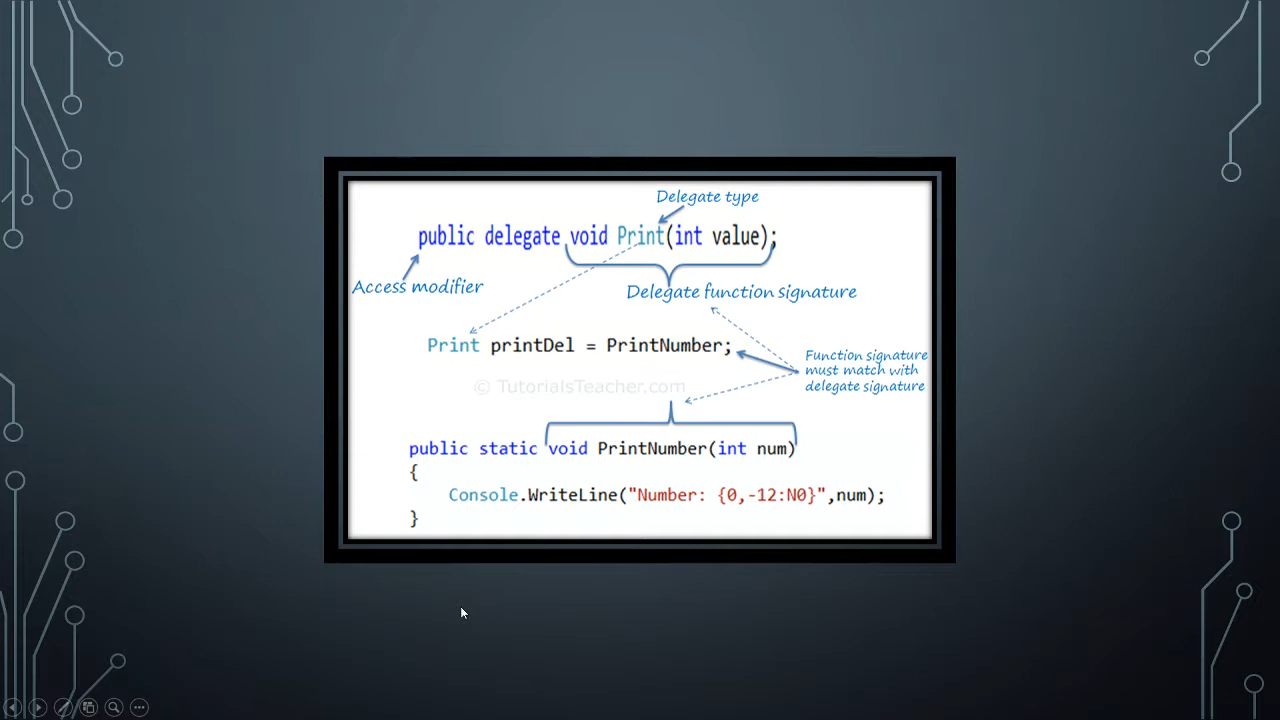 Delegate type
public delegate void Print(int value);
Access modifier
Delegate function signature
Print printDel = PrintNumber;
Function signature
must match with
delegate signature
© TutorialsTeacher.com
public static void PrintNumber(int num)
{
Console.WriteLine("Number: {0,-12:N0}",num);
}